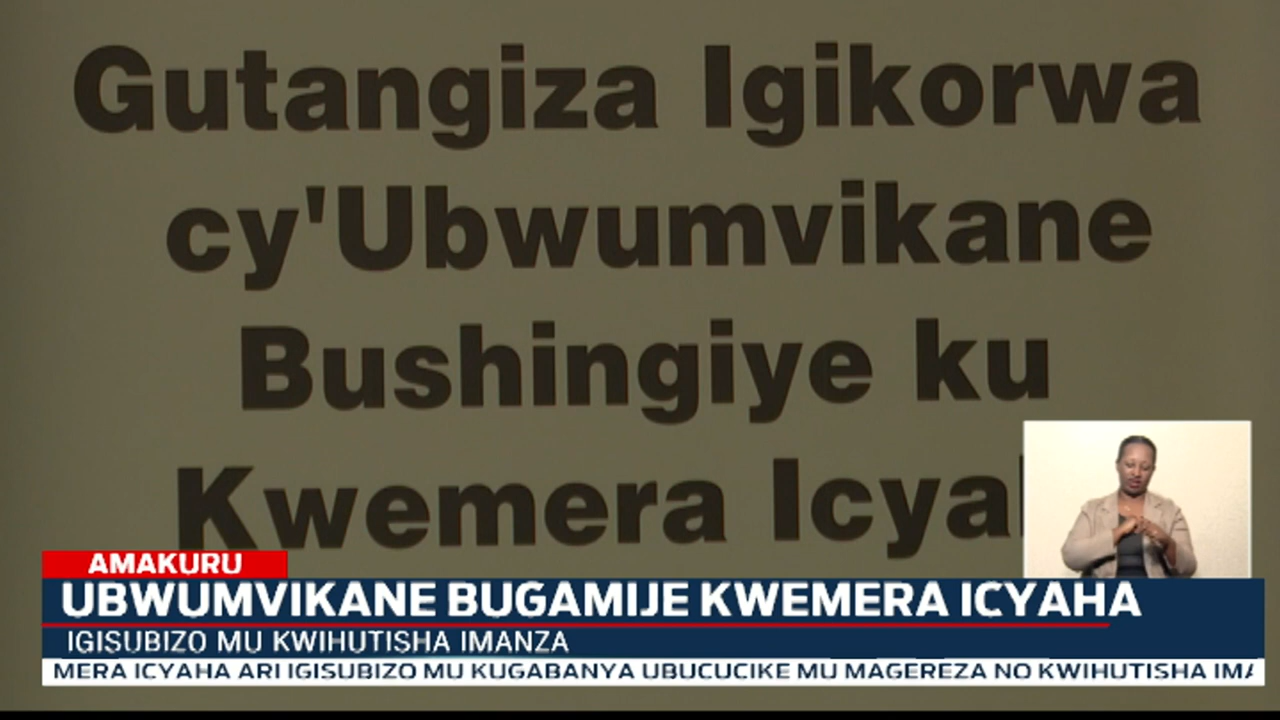 Gutangiza Igikorwa
cy'Ubwumvikane
Bushingiye ku
Kwemera
AMAKURU
UBWUMVIKANE BUGAMIJE KWEMERA ICYAHA
IGISUBIZO MU KWIHUTISHA IMANZA
MERA ICYAHA ARI IGISUBIZO MU KUGABANYA UBUCUCIKE MU MAGEREZA NO KWIHUTISHA